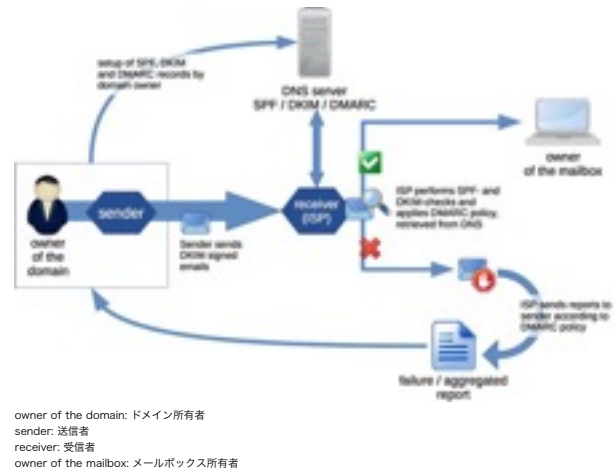 setup of SPF, DKIM
and DMARC records by
domain owner
DNS server
SPF / DKIM / DMARC
owner
of the mailbox
sender
receiver
(ISP)
ISP performs SPF- and
DKIM-checks and
applies DMARC policy,
retrieved from DNS
owner
of the
domain
Sender sends
DKIM signed
emails
ISP sends reports to
sender according to
DMARC policy
failure / aggregated
report
owner of the domain: ドメイン所有者
sender: 送信者
receiver: 受信者
owner of the mailbox: メールボックス所有者